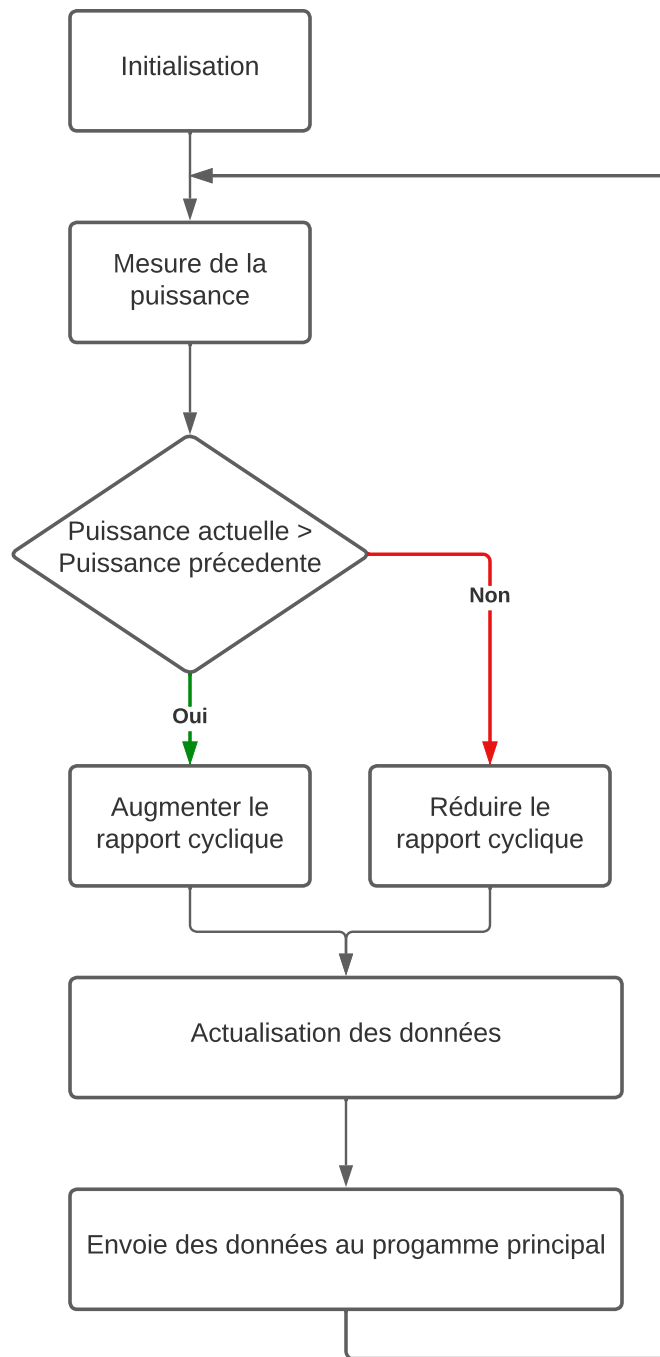 Initialisation
Mesure de la
puissance
Puissance actuelle >
Puissance précedente
Non
Oui
Augmenter le
rapport cyclique
Réduire le
rapport cyclique
Actualisation des données
Envoie des données au progamme principal